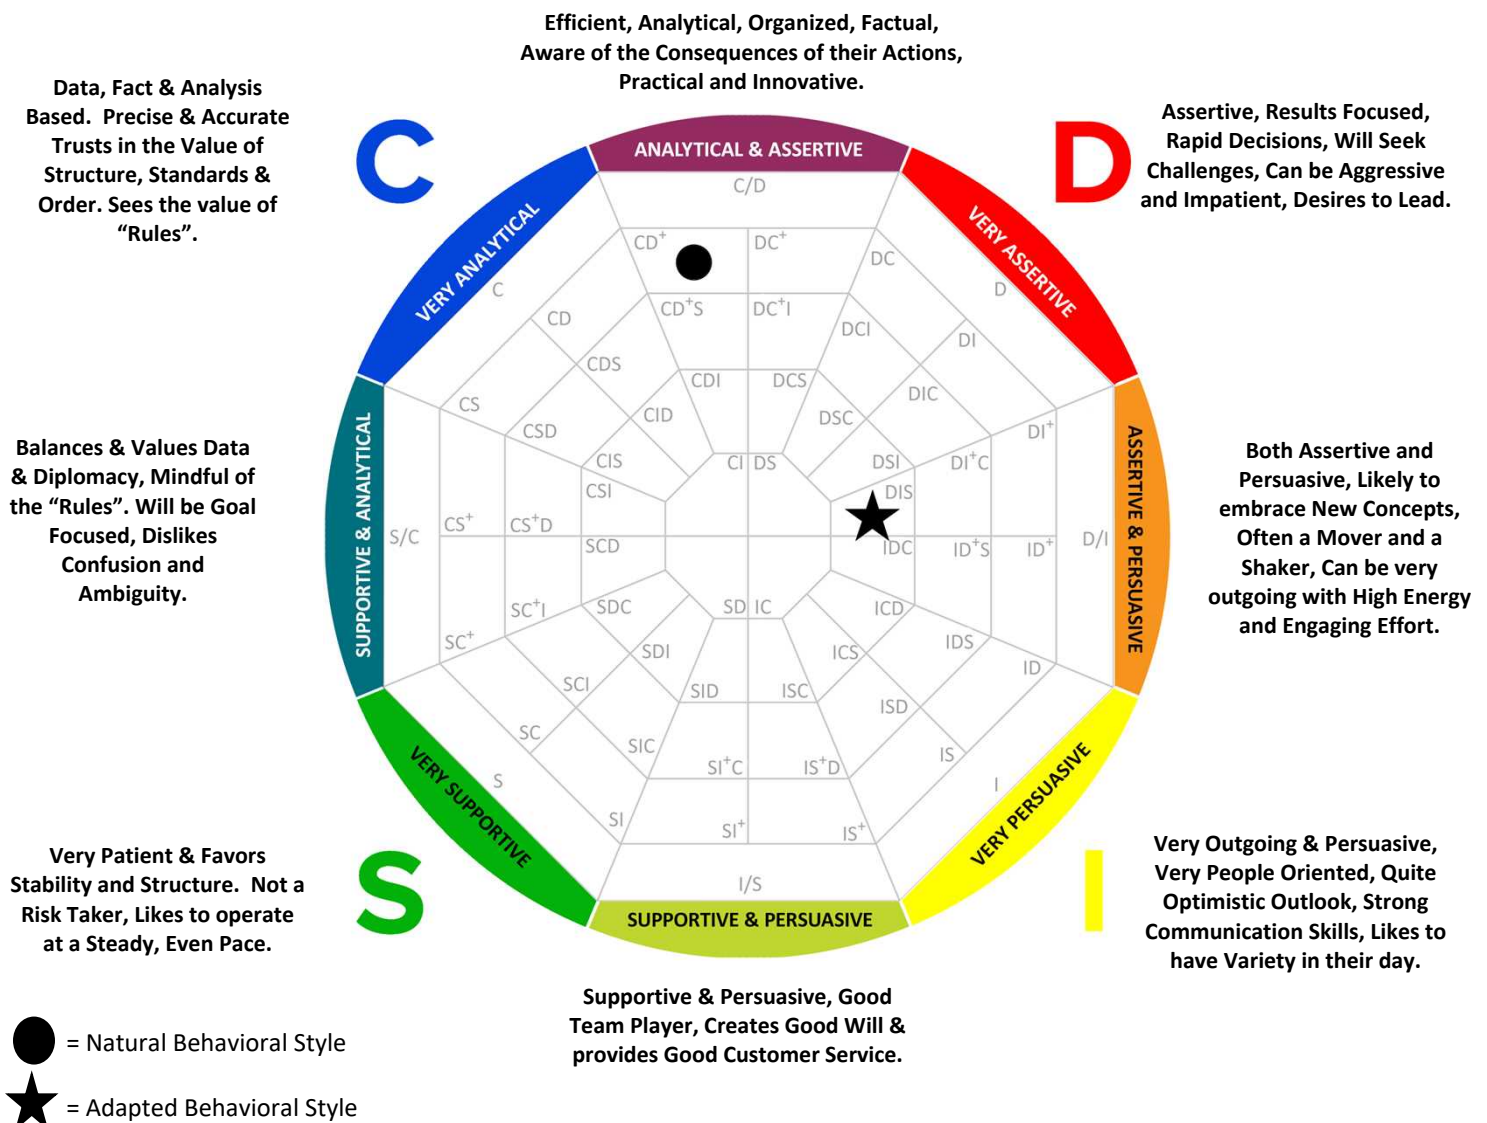 Efficient, Analytical, Organized, Factual,
Aware of the Consequences of their Actions,
Practical and Innovative.
Data, Fact & Analysis
Based.  Precise & Accurate
Trusts in the Value of
Structure, Standards &
Order. Sees the value of
“Rules”.
C
D
Assertive, Results Focused,
Rapid Decisions, Will Seek
Challenges, Can be Aggressive
and Impatient, Desires to Lead.
ANALYTICAL & ASSERTIVE
VERY ANALYTICAL
VERY ASSERTIVE
C/D
CD⁺
DC⁺
DC
C
D
CD
CD⁺S
DC⁺I
DCI
DI
CDS
CDI
DCS
DIC
CS
CID
DSC
CSD
DI⁺
CIS
CI
DS
DSI
DI⁺C
CSI
DIS
Balances & Values Data
& Diplomacy, Mindful of
the “Rules”. Will be Goal
Focused, Dislikes
Confusion and
Ambiguity.
SUPPORTIVE & ANALYTICAL
S/C
CS⁺
CS⁺D
SCD
IDC
ID⁺S
ID⁺
D/I
ASSERTIVE & PERSUASIVE
Both Assertive and
Persuasive, Likely to
embrace New Concepts,
Often a Mover and a
Shaker, Can be very
outgoing with High Energy
and Engaging Effort.
SC⁺I
SDC
SD
IC
ICD
SC⁺
SDI
ICS
IDS
ID
SCI
SID
ISC
ISD
SC
SIC
SI⁺C
IS⁺D
IS
S
I
SI
SI⁺
IS⁺
I/S
VERY SUPPORTIVE
VERY PERSUASIVE
SUPPORTIVE & PERSUASIVE
Very Patient & Favors
Stability and Structure.  Not a
Risk Taker, Likes to operate
at a Steady, Even Pace.
S
I
Very Outgoing & Persuasive,
Very People Oriented, Quite
Optimistic Outlook, Strong
Communication Skills, Likes to
have Variety in their day.
Supportive & Persuasive, Good
Team Player, Creates Good Will &
provides Good Customer Service.
= Natural Behavioral Style
= Adapted Behavioral Style